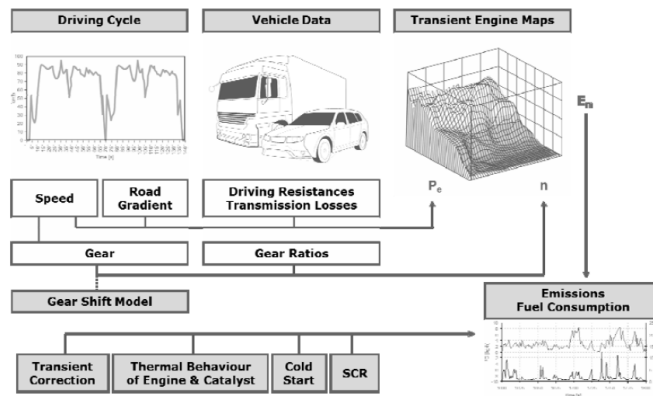 Driving Cycle
Vehicle Data
Transient Engine Maps
Eₙ
Pₑ
n
Speed
Road
Gradient
Driving Resistances
Transmission Losses
Gear
Gear Ratios
Gear Shift Model
Emissions
Fuel Consumption
Transient
Correction
Thermal Behaviour
of Engine & Catalyst
Cold
Start
SCR